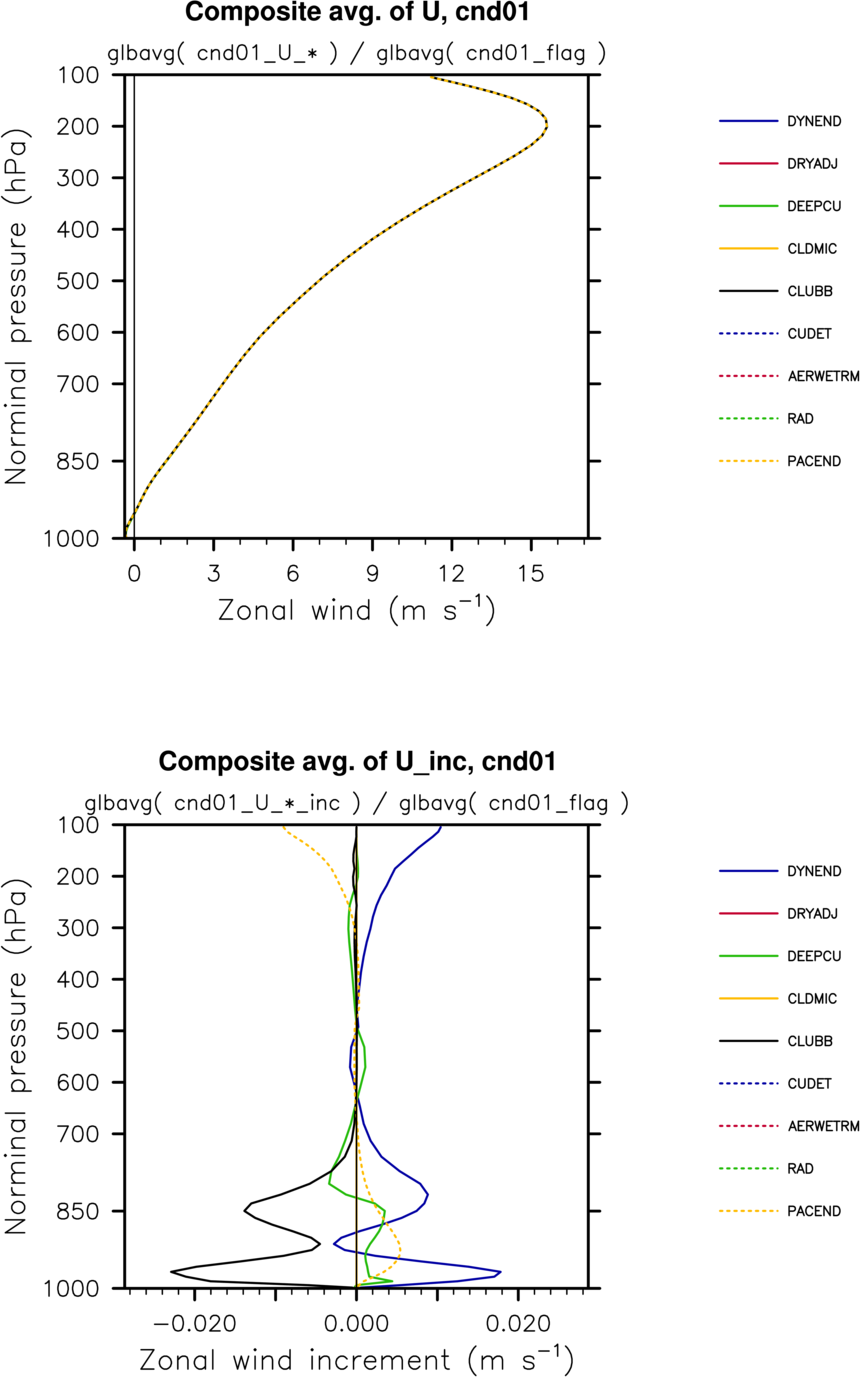 Composite avg. of U, cnd01
glbavg( cnd01_U_* ) / glbavg( cnd01_flag )
Norminal pressure (hPa)
100
200
300
400
500
600
700
850
1000
0 3 6 9 12 15
Zonal wind (m s−1)
DYNEND
DRYADJ
DEEPCU
CLDMIC
CLUBB
CUDET
AERWETRM
RAD
PACEND
Composite avg. of U_inc, cnd01
glbavg( cnd01_U_*_inc ) / glbavg( cnd01_flag )
Norminal pressure (hPa)
100
200
300
400
500
600
700
850
1000
−0.020 0.000 0.020
Zonal wind increment (m s−1)
DYNEND
DRYADJ
DEEPCU
CLDMIC
CLUBB
CUDET
AERWETRM
RAD
PACEND